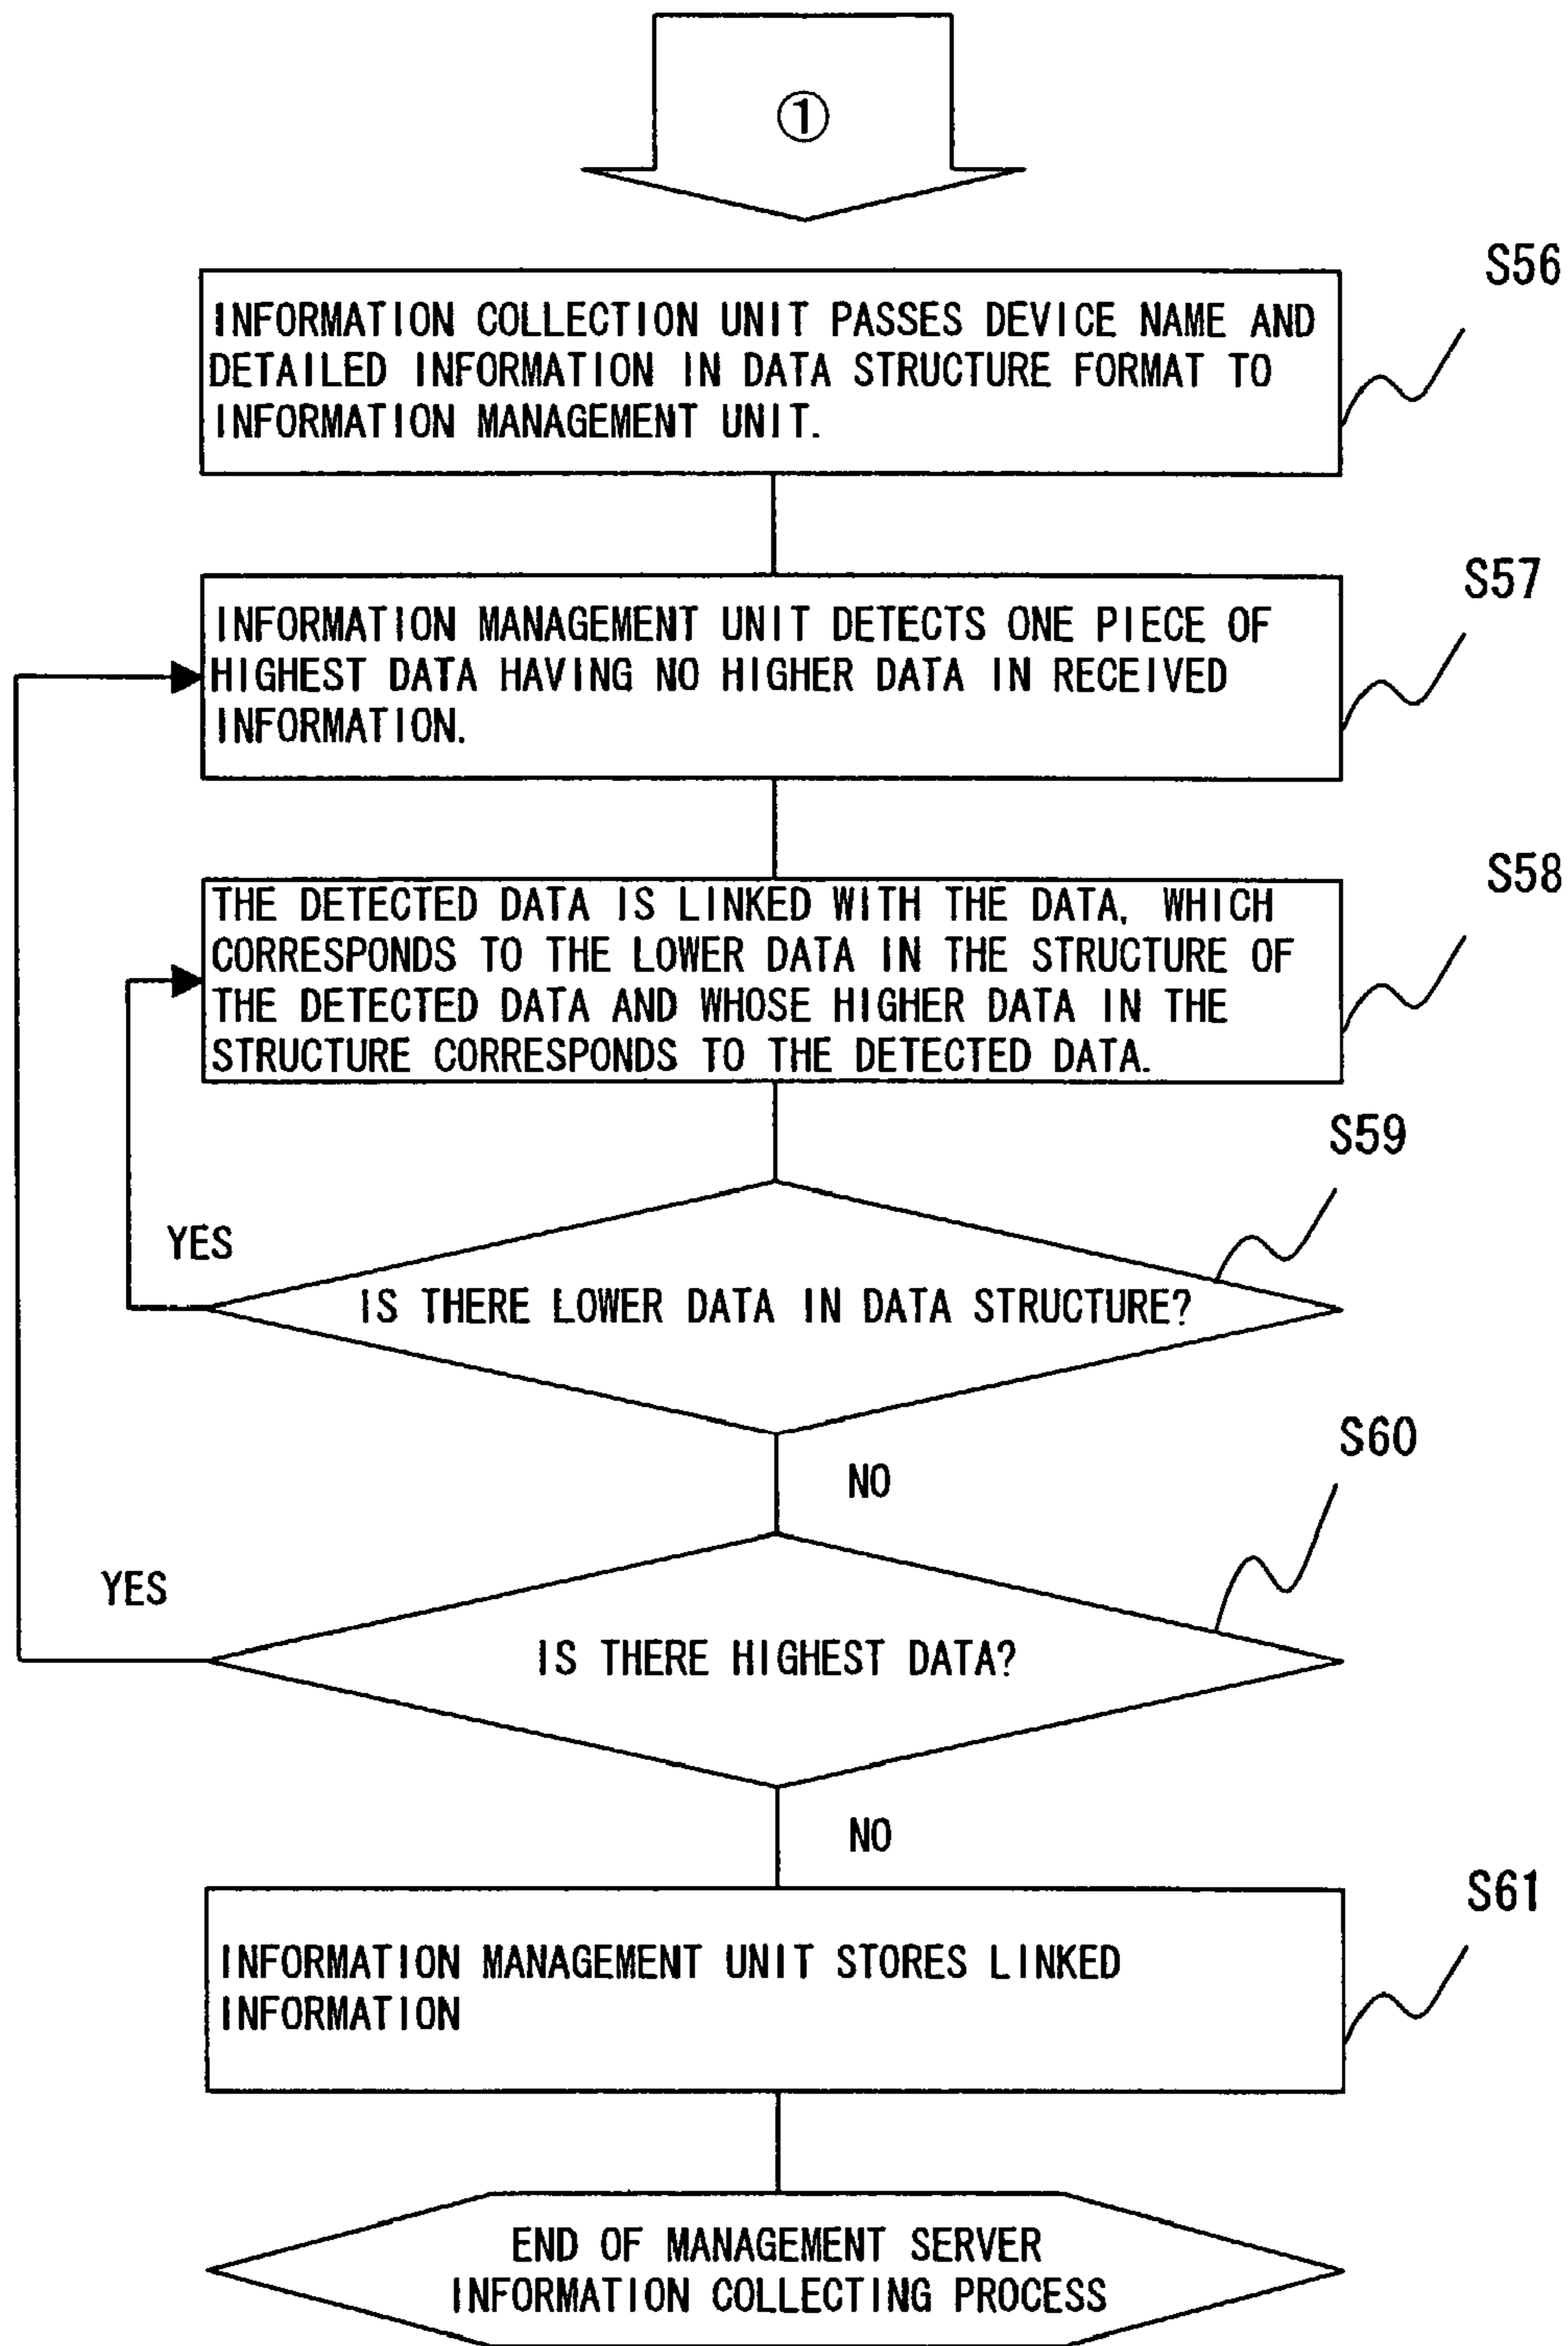 ①
S56
INFORMATION COLLECTION UNIT PASSES DEVICE NAME AND
DETAILED INFORMATION IN DATA STRUCTURE FORMAT TO
INFORMATION MANAGEMENT UNIT.
S57
INFORMATION MANAGEMENT UNIT DETECTS ONE PIECE OF
HIGHEST DATA HAVING NO HIGHER DATA IN RECEIVED
INFORMATION.
S58
THE DETECTED DATA IS LINKED WITH THE DATA, WHICH
CORRESPONDS TO THE LOWER DATA IN THE STRUCTURE OF
THE DETECTED DATA AND WHOSE HIGHER DATA IN THE
STRUCTURE CORRESPONDS TO THE DETECTED DATA.
S59
YES
IS THERE LOWER DATA IN DATA STRUCTURE?
S60
NO
YES
IS THERE HIGHEST DATA?
NO
S61
INFORMATION MANAGEMENT UNIT STORES LINKED
INFORMATION
END OF MANAGEMENT SERVER
INFORMATION COLLECTING PROCESS